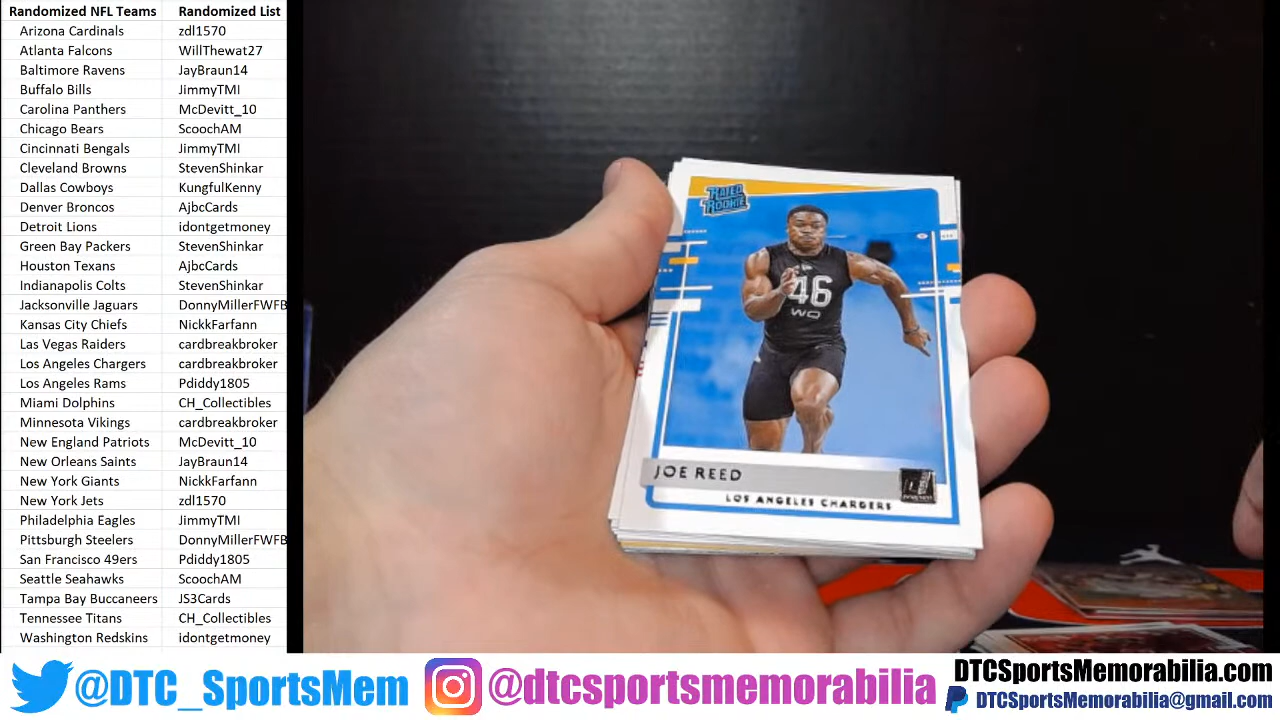 Randomized NFL Teams Randomized List
Arizona Cardinals zdl1570
Atlanta Falcons WillThewat27
Baltimore Ravens JayBraun14
Buffalo Bills JimmyTMI
Carolina Panthers McDevitt_10
Chicago Bears ScoochAM
Cincinnati Bengals JimmyTMI
Cleveland Browns StevenShinkar
Dallas Cowboys KungfulKenny
Denver Broncos AjbcCards
Detroit Lions idontgetmoney
Green Bay Packers StevenShinkar
Houston Texans AjbcCards
Indianapolis Colts StevenShinkar
Jacksonville Jaguars DonnyMillerFWFB
Kansas City Chiefs NickkFarfann
Las Vegas Raiders cardbreakbroker
Los Angeles Chargers cardbreakbroker
Los Angeles Rams Pdiddy1805
Miami Dolphins CH_Collectibles
Minnesota Vikings cardbreakbroker
New England Patriots McDevitt_10
New Orleans Saints JayBraun14
New York Giants NickkFarfann
New York Jets zdl1570
Philadelphia Eagles JimmyTMI
Pittsburgh Steelers DonnyMillerFWFB
San Francisco 49ers Pdiddy1805
Seattle Seahawks ScoochAM
Tampa Bay Buccaneers JS3Cards
Tennessee Titans CH_Collectibles
Washington Redskins idontgetmoney
RATED
ROOKIE
46
WO
JOE REED
LOS ANGELES CHARGERS
@DTC_SportsMem
@dtcsportsmemorabilia
DTCSportsMemorabilia.com
DTCSportsMemorabilia@gmail.com